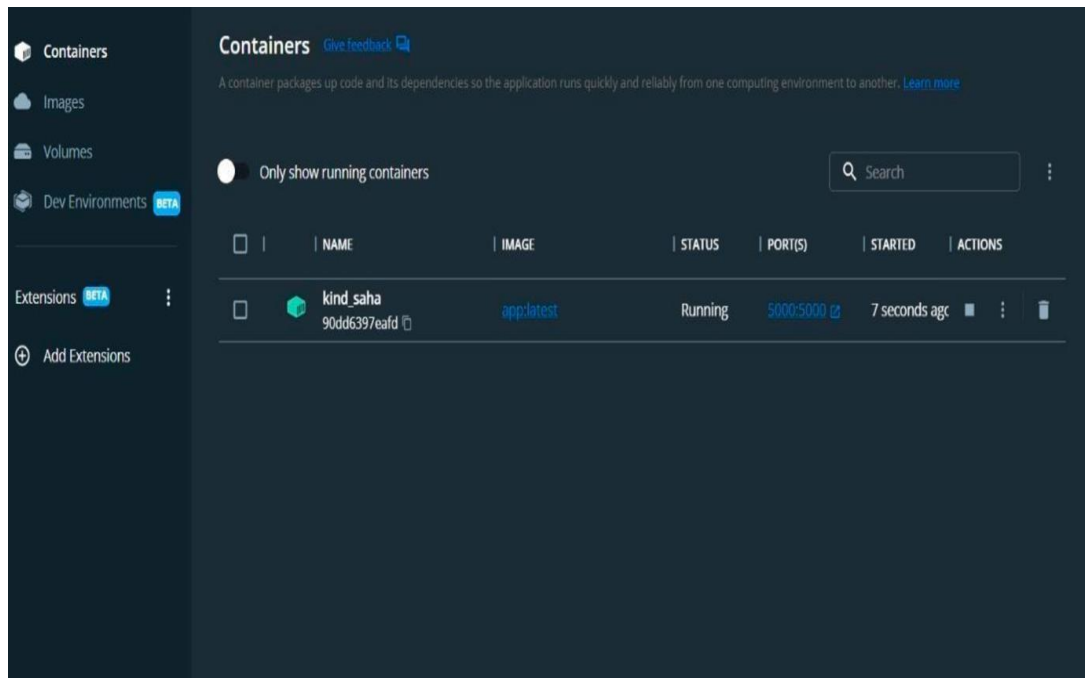 Containers
Images
Volumes
Dev Environments BETA
Extensions BETA
Add Extensions
Containers Give feedback
A container packages up code and its dependencies so the application runs quickly and reliably from one computing environment to another. Learn more
Only show running containers
Search
NAME IMAGE STATUS PORT(S) STARTED ACTIONS
kind_saha app:latest Running 5000:5000 7 seconds agc
90dd6397eafd